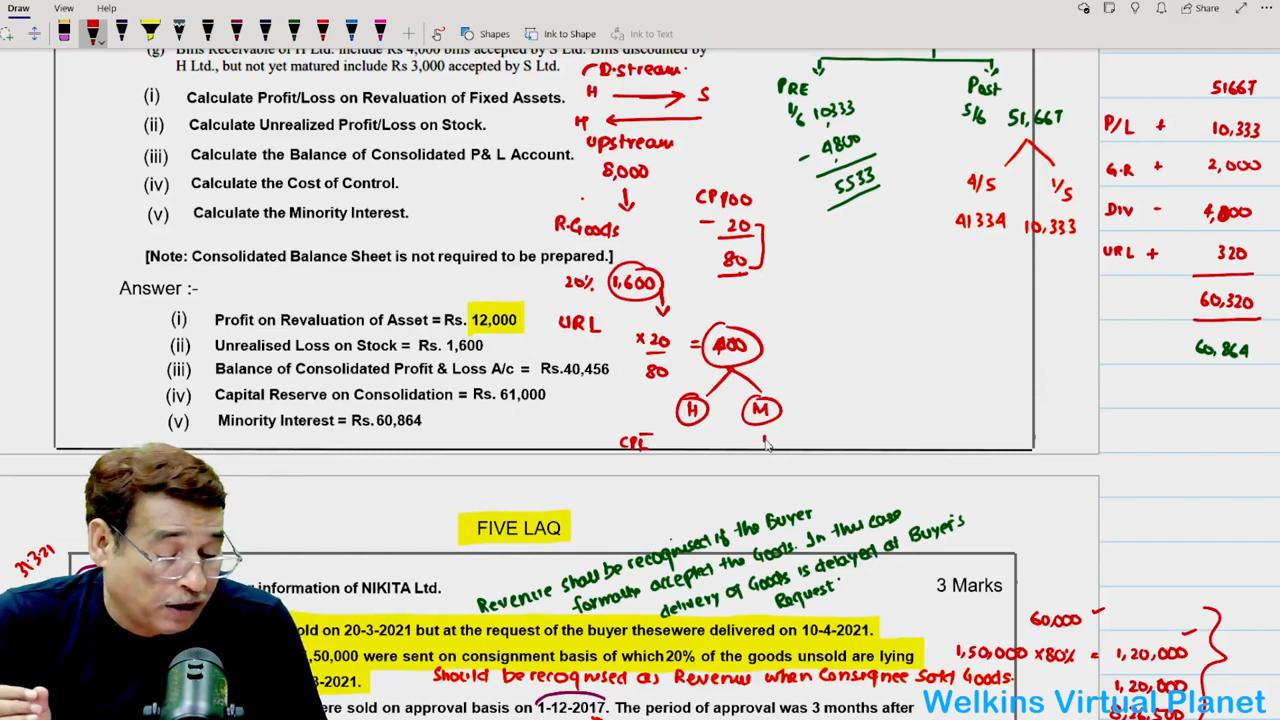 View Help
Share
Shapes
Ink to Shape
Ink to Text
(g) Bills Receivable of H Ltd. include Rs 4,000 bills accepted by S Ltd. Bills discounted by
H Ltd., but not yet matured include Rs 3,000 accepted by S Ltd.
(i) Calculate Profit/Loss on Revaluation of Fixed Assets.
(ii) Calculate Unrealized Profit/Loss on Stock.
(iii) Calculate the Balance of Consolidated P& L Account.
(iv) Calculate the Cost of Control.
(v) Calculate the Minority Interest.
[Note: Consolidated Balance Sheet is not required to be prepared.]
Answer :-
(i) Profit on Revaluation of Asset = Rs. 12,000
(ii) Unrealised Loss on Stock = Rs. 1,600
(iii) Balance of Consolidated Profit & Loss A/c = Rs.40,456
(iv) Capital Reserve on Consolidation = Rs. 61,000
(v) Minority Interest = Rs.60,864
D.stream.
H S
H
Upstream
8,000
R.Goods
20% 1,600
URL
× 20
80
= 400
H M
CPL
CP 100
- 20
80
PRE
1/6 10333
- 4800
5533
Post
5/6 51,667
4/5 1/5
41334 10,333
51667
P/L + 10,333
G.R + 2,000
DIV - 4,000
URL + 320
60,320
60,864
FIVE LAQ
31321
information of NIKITA Ltd.
3 Marks
Revenue shall be recognised if the Buyer
formally accepted the Goods. In this case
delivery of Goods is delayed at Buyer's
Request
old on 20-3-2021 but at the request of the buyer thesewere delivered on 10-4-2021.
,50,000 were sent on consignment basis of which 20% of the goods unsold are lying
-2021.
Should be recognised as Revenue when Consignee sold Goods.
were sold on approval basis on 1-12-2017. The period of approval was 3 months after
60,000
1,50,000 × 80% = 1,20,000
1,20,000
Welkins Virtual Planet